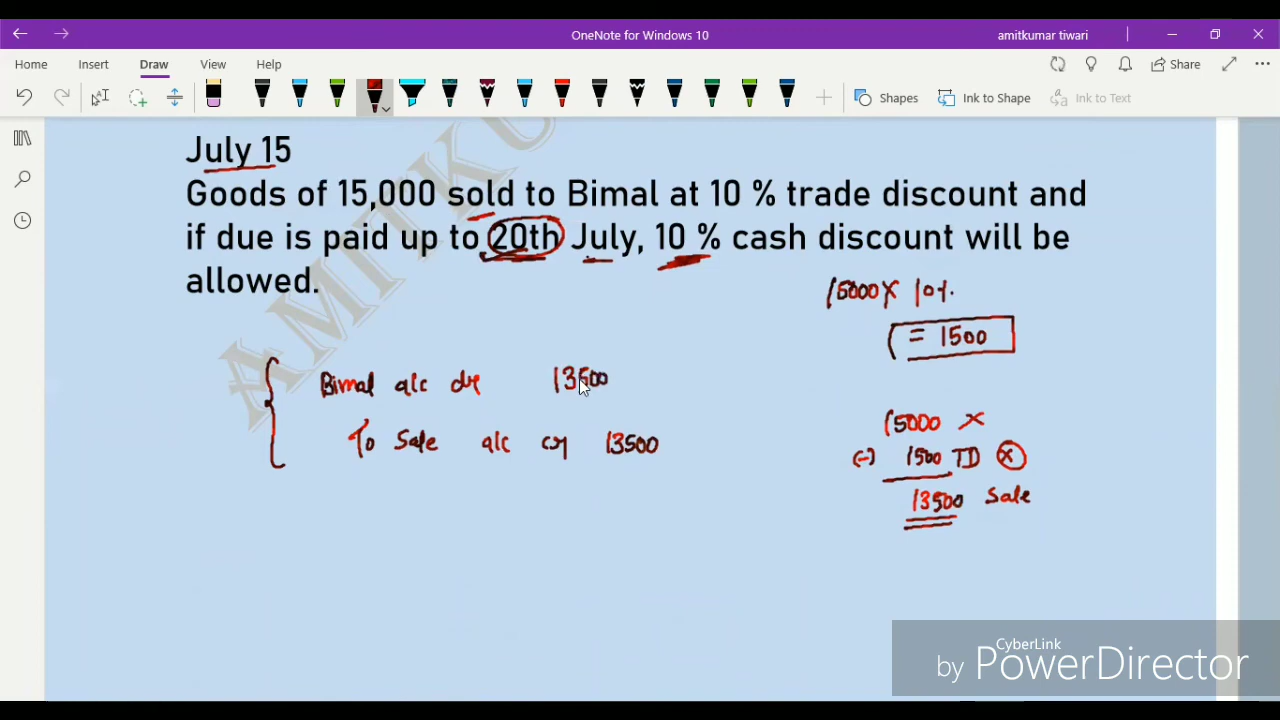 OneNote for Windows 10
amitkumar tiwari
Home Insert Draw View Help
Share
Shapes Ink to Shape Ink to Text
AMIT KU
July 15
Goods of 15,000 sold to Bimal at 10 % trade discount and
if due is paid up to 20th July, 10 % cash discount will be
allowed.
15000 X 10%
= 1500
Bimal a/c dr 13500
To Sale a/c cr 13500
15000 X
(-) 1500 TD X
13500 Sale
CyberLink
by PowerDirector